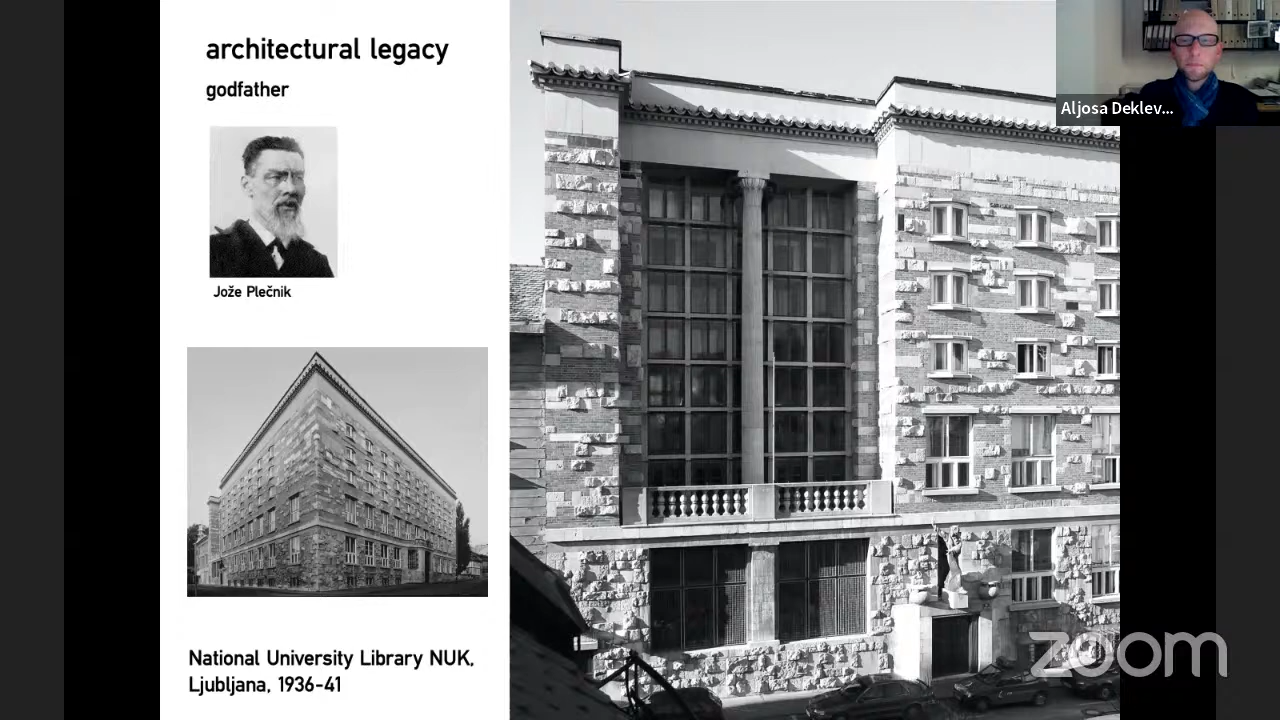 architectural legacy
godfather
Jože Plečnik
National University Library NUK,
Ljubljana, 1936-41
Aljosa Deklev...
zoom